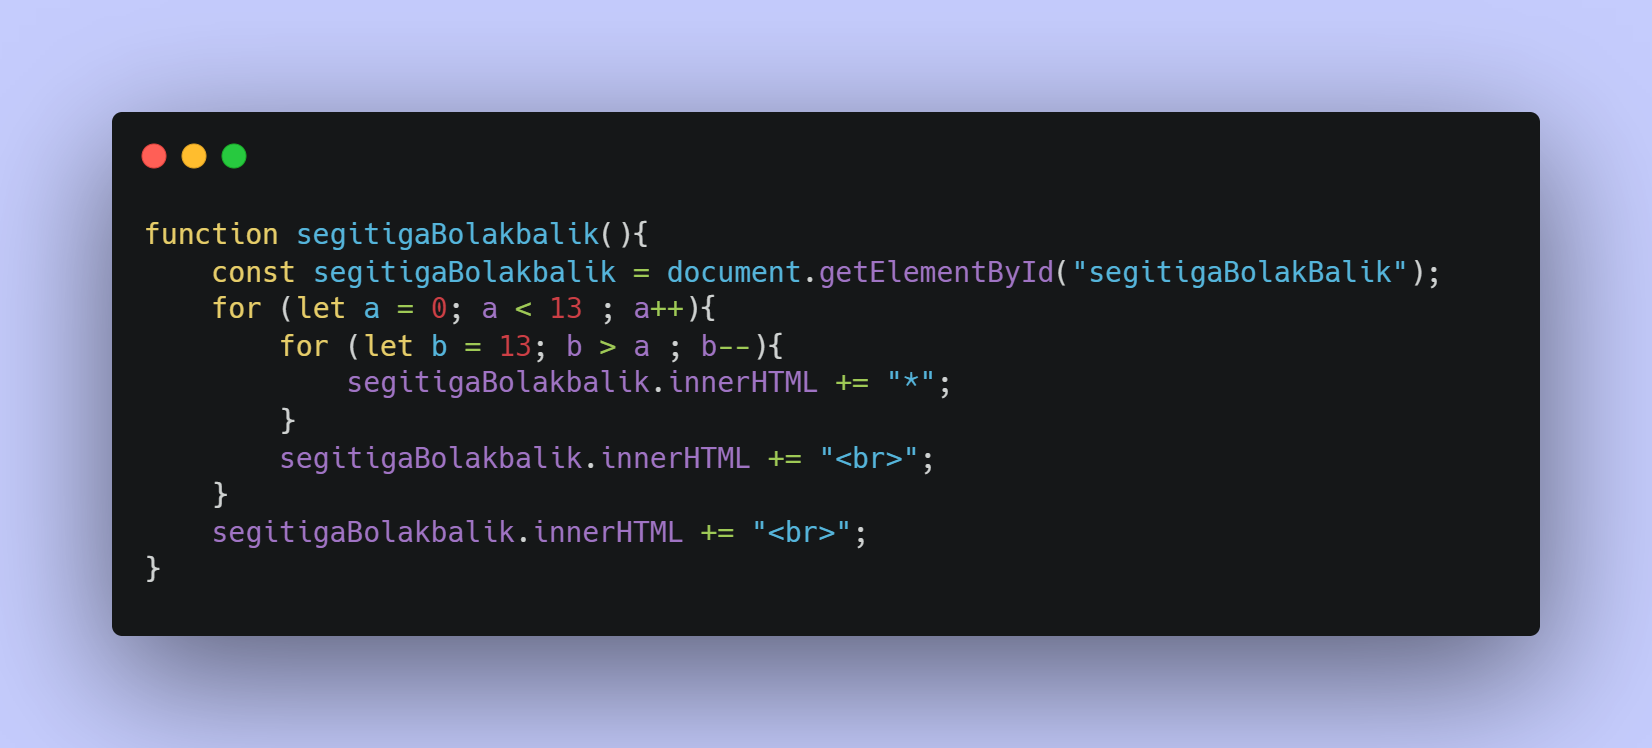 function segitigaBolakbalik(){
    const segitigaBolakbalik = document.getElementById("segitigaBolakBalik");
    for (let a = 0; a < 13 ; a++){
        for (let b = 13; b > a ; b--){
            segitigaBolakbalik.innerHTML += "*";
        }
        segitigaBolakbalik.innerHTML += "<br>";
    }
    segitigaBolakbalik.innerHTML += "<br>";
}